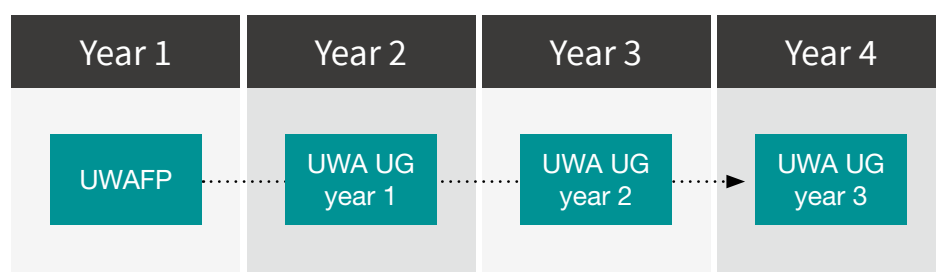 Year 1
Year 2
Year 3
Year 4
UWAFP
UWA UG
year 1
UWA UG
year 2
UWA UG
year 3